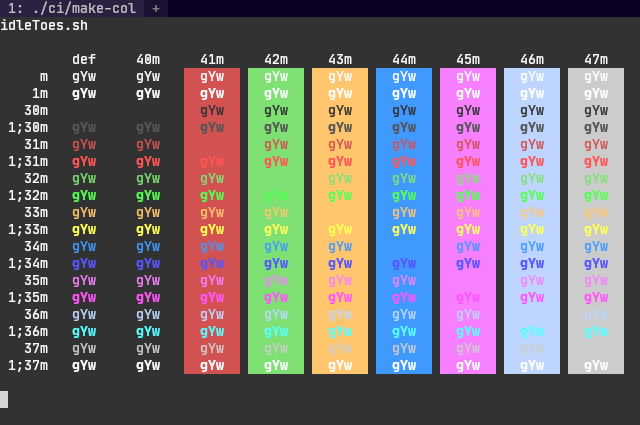 1: ./ci/make-col +
idleToes.sh
def 40m 41m 42m 43m 44m 45m 46m 47m
m gYw gYw gYw gYw gYw gYw gYw gYw gYw
1m gYw gYw gYw gYw gYw gYw gYw gYw gYw
30m gYw gYw gYw gYw gYw gYw gYw
1;30m gYw gYw gYw gYw gYw gYw gYw gYw gYw
31m gYw gYw gYw gYw gYw gYw gYw gYw
1;31m gYw gYw gYw gYw gYw gYw gYw gYw gYw
32m gYw gYw gYw gYw gYw gYw gYw gYw
1;32m gYw gYw gYw gYw gYw gYw gYw gYw gYw
33m gYw gYw gYw gYw gYw gYw gYw gYw
1;33m gYw gYw gYw gYw gYw gYw gYw gYw gYw
34m gYw gYw gYw gYw gYw gYw gYw gYw
1;34m gYw gYw gYw gYw gYw gYw gYw gYw gYw
35m gYw gYw gYw gYw gYw gYw gYw gYw
1;35m gYw gYw gYw gYw gYw gYw gYw gYw gYw
36m gYw gYw gYw gYw gYw gYw gYw gYw
1;36m gYw gYw gYw gYw gYw gYw gYw gYw gYw
37m gYw gYw gYw gYw gYw gYw gYw gYw
1;37m gYw gYw gYw gYw gYw gYw gYw gYw gYw